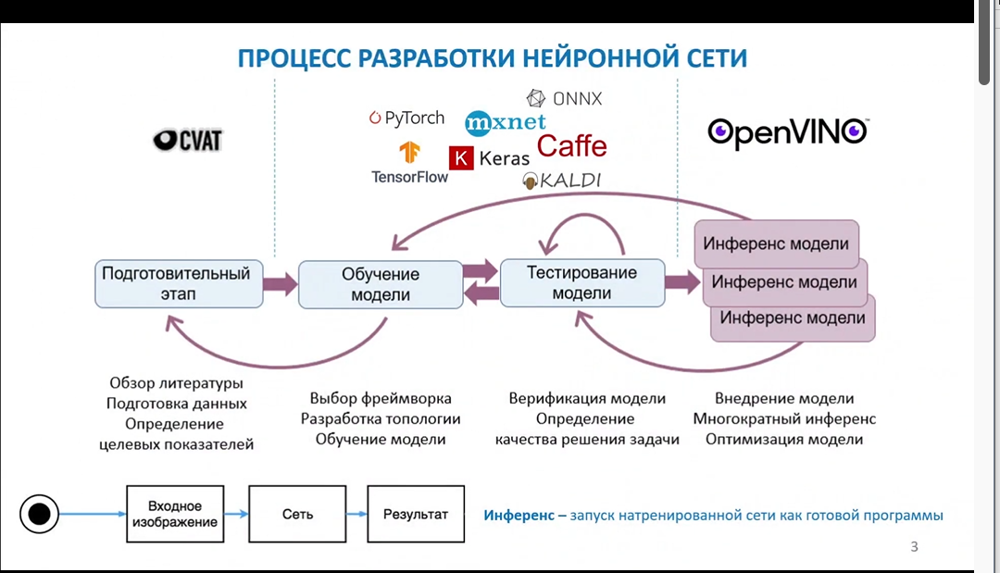 ПРОЦЕСС РАЗРАБОТКИ НЕЙРОННОЙ СЕТИ
CVAT
PyTorch
TensorFlow
mxnet
K Keras
ONNX
Caffe
KALDI
OpenVINO™
Подготовительный
этап
Обучение
модели
Тестирование
модели
Инференс модели
Инференс модели
Инференс модели
Обзор литературы
Подготовка данных
Определение
целевых показателей
Выбор фреймворка
Разработка топологии
Обучение модели
Верификация модели
Определение
качества решения задачи
Внедрение модели
Многократный инференс
Оптимизация модели
Входное
изображение
Сеть
Результат
Инференс – запуск натренированной сети как готовой программы
3